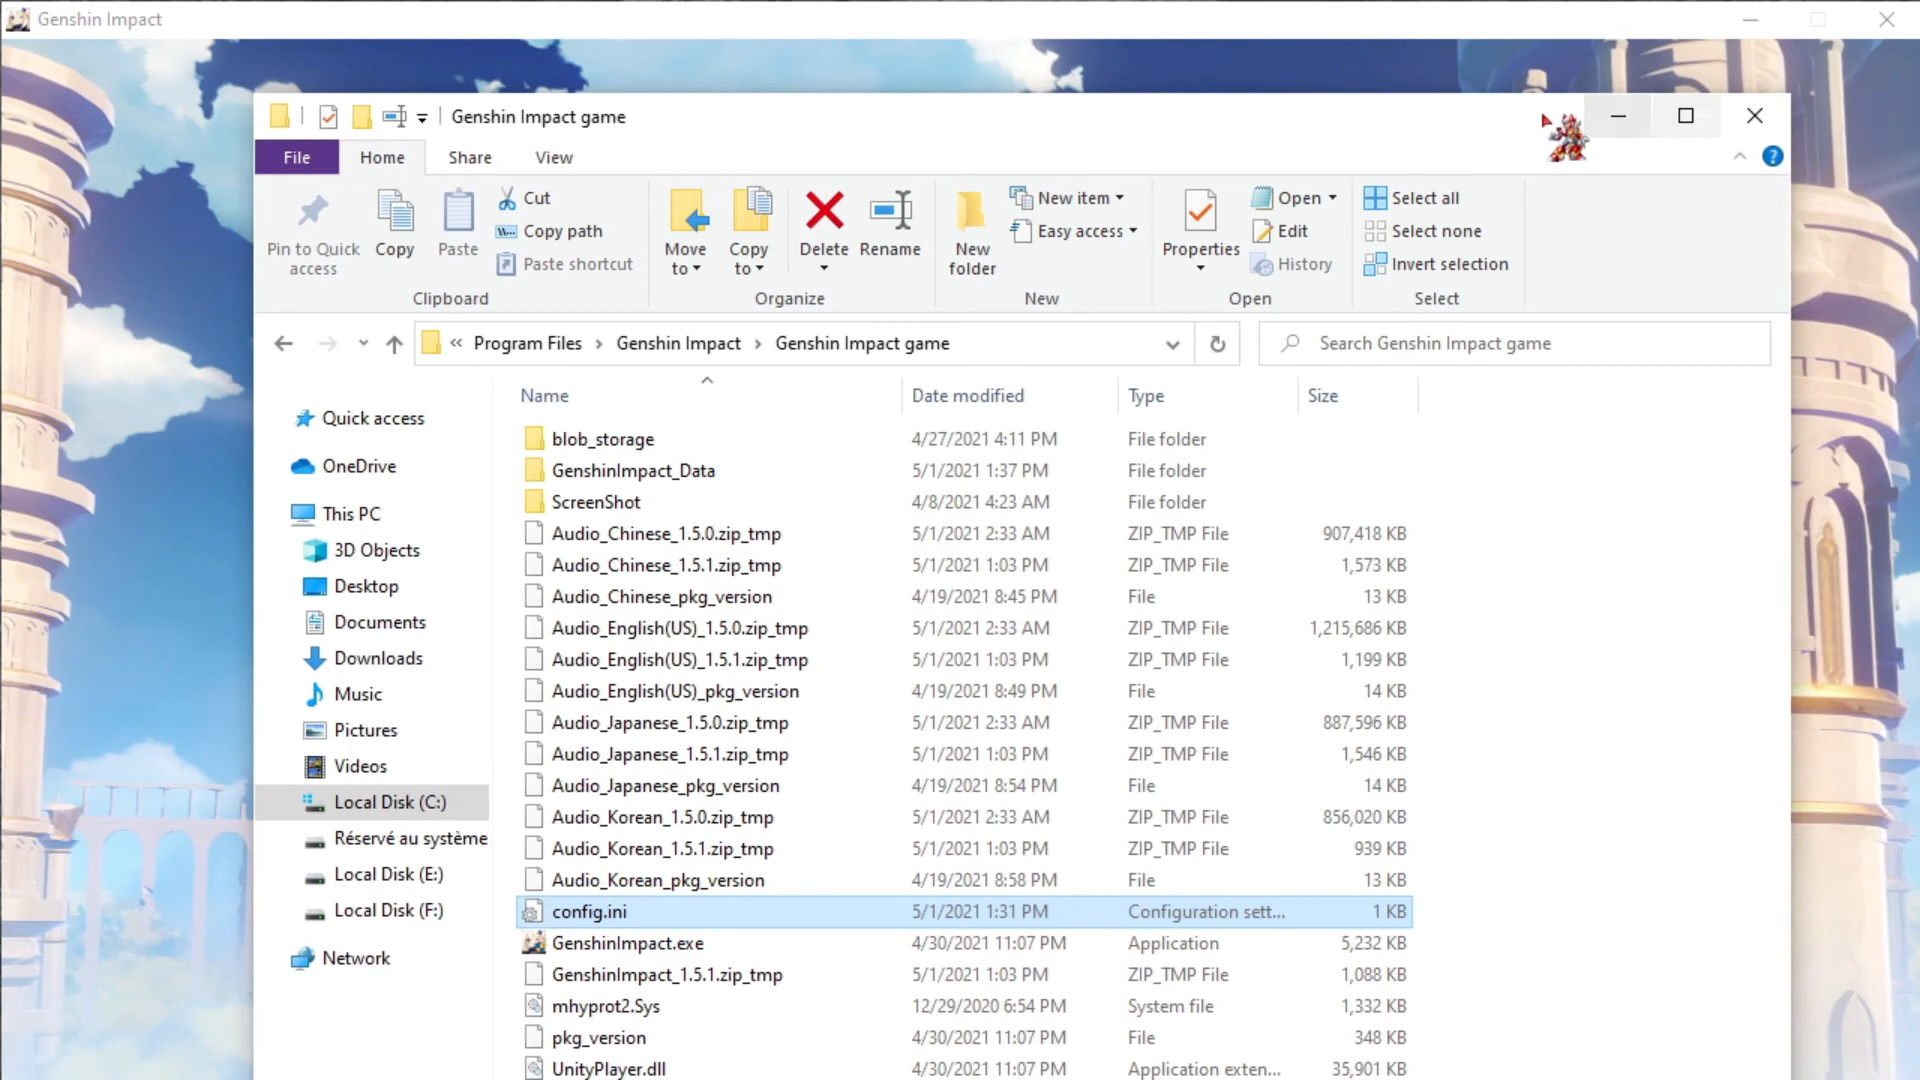 Genshin Impact
Genshin Impact game
File Home Share View
Pin to Quick access
Copy
Paste
Cut
Copy path
Paste shortcut
Clipboard
Move to
Copy to
Delete
Rename
Organize
New folder
New item
Easy access
New
Properties
Open
Edit
History
Open
Select all
Select none
Invert selection
Select
« Program Files > Genshin Impact > Genshin Impact game
Search Genshin Impact game
Quick access
OneDrive
This PC
3D Objects
Desktop
Documents
Downloads
Music
Pictures
Videos
Local Disk (C:)
Réservé au système
Local Disk (E:)
Local Disk (F:)
Network
Name Date modified Type Size
blob_storage 4/27/2021 4:11 PM File folder
GenshinImpact_Data 5/1/2021 1:37 PM File folder
ScreenShot 4/8/2021 4:23 AM File folder
Audio_Chinese_1.5.0.zip_tmp 5/1/2021 2:33 AM ZIP_TMP File 907,418 KB
Audio_Chinese_1.5.1.zip_tmp 5/1/2021 1:03 PM ZIP_TMP File 1,573 KB
Audio_Chinese_pkg_version 4/19/2021 8:45 PM File 13 KB
Audio_English(US)_1.5.0.zip_tmp 5/1/2021 2:33 AM ZIP_TMP File 1,215,686 KB
Audio_English(US)_1.5.1.zip_tmp 5/1/2021 1:03 PM ZIP_TMP File 1,199 KB
Audio_English(US)_pkg_version 4/19/2021 8:49 PM File 14 KB
Audio_Japanese_1.5.0.zip_tmp 5/1/2021 2:33 AM ZIP_TMP File 887,596 KB
Audio_Japanese_1.5.1.zip_tmp 5/1/2021 1:03 PM ZIP_TMP File 1,546 KB
Audio_Japanese_pkg_version 4/19/2021 8:54 PM File 14 KB
Audio_Korean_1.5.0.zip_tmp 5/1/2021 2:33 AM ZIP_TMP File 856,020 KB
Audio_Korean_1.5.1.zip_tmp 5/1/2021 1:03 PM ZIP_TMP File 939 KB
Audio_Korean_pkg_version 4/19/2021 8:58 PM File 13 KB
config.ini 5/1/2021 1:31 PM Configuration sett... 1 KB
GenshinImpact.exe 4/30/2021 11:07 PM Application 5,232 KB
GenshinImpact_1.5.1.zip_tmp 5/1/2021 1:03 PM ZIP_TMP File 1,088 KB
mhyprot2.Sys 12/29/2020 6:54 PM System file 1,332 KB
pkg_version 4/30/2021 11:07 PM File 348 KB
UnityPlayer.dll 4/30/2021 11:07 PM Application exten... 35,901 KB